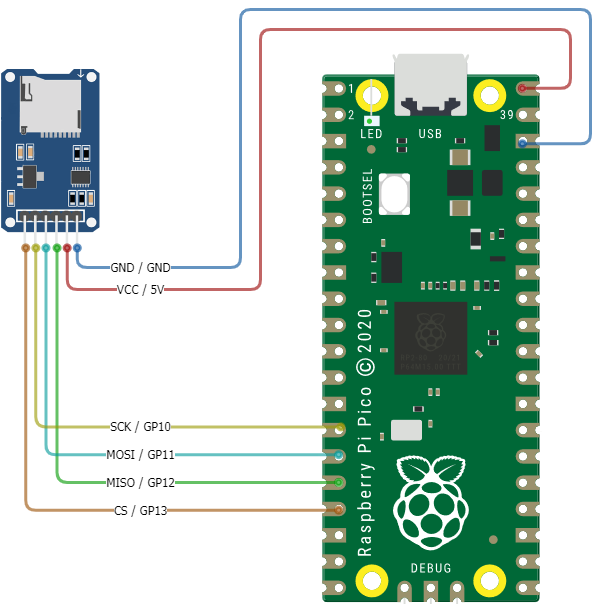 1
2
39
LED
USB
BOOTSEL
GND / GND
VCC / 5V
Raspberry Pi Pico © 2020
SCK / GP10
MOSI / GP11
MISO / GP12
CS / GP13
DEBUG